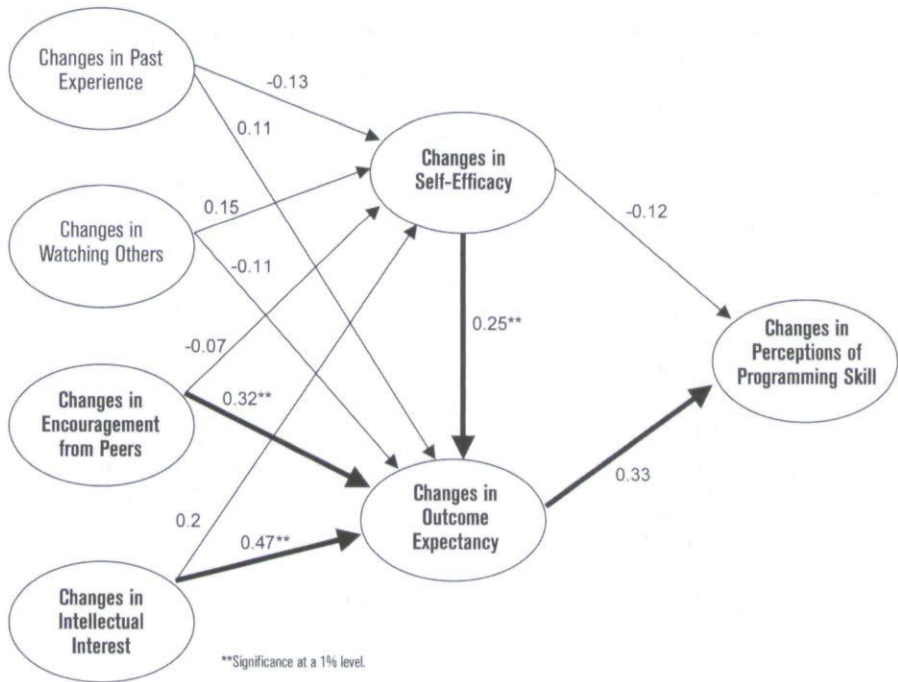 Changes in Past
Experience
-0.13
0.11
Changes in
Self-Efficacy
0.15
Changes in
Watching Others
-0.11
-0.12
-0.07
0.25**
Changes in
Perceptions of
Programming Skill
Changes in
Encouragement
from Peers
0.32**
0.33
Changes in
Outcome
Expectancy
0.2
0.47**
Changes in
Intellectual
Interest
**Significance at a 1% level.